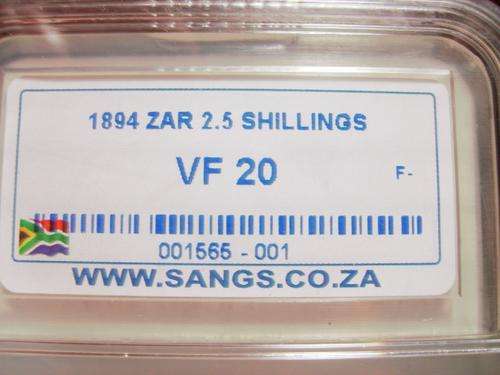 1894 ZAR 2.5 SHILLINGS
VF 20
F-
001565 - 001
WWW.SANGS.CO.ZA